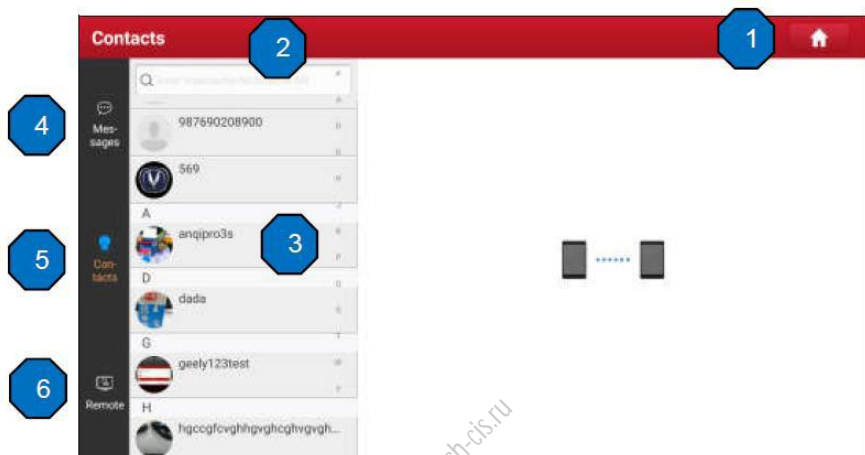 Contacts
1
2
4
Mes-
sages
987690208900
569
A
anqipro3s
3
5
Con-
tacts
D
dada
G
geely123test
6
Remote
H
hgccgfcvghhgvghcghvgvgh...